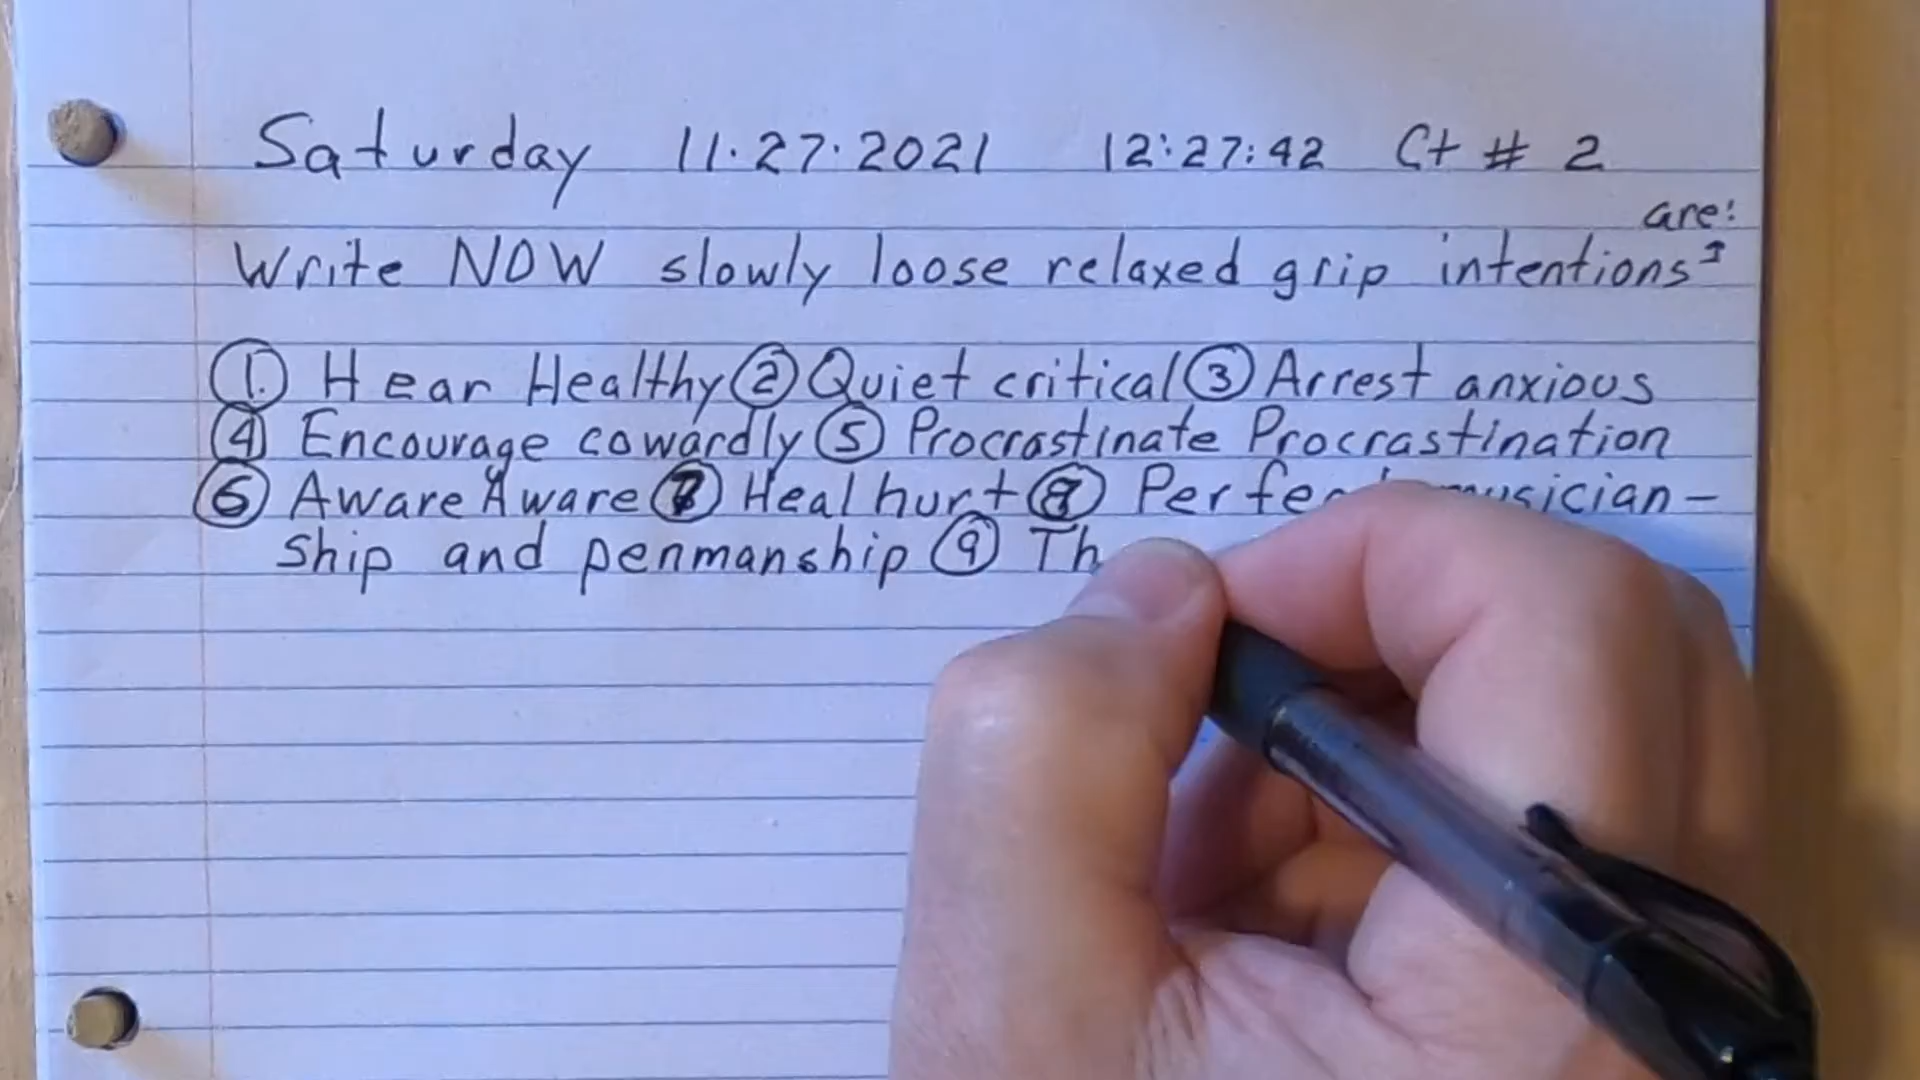 Saturday 11.27.2021 12:27:42 Ct # 2
are:
Write NOW slowly loose relaxed grip intentions
① Hear Healthy ② Quiet critical ③ Arrest anxious
④ Encourage cowardly ⑤ Procrastinate Procrastination
⑥ Aware Aware ⑦ Heal hurt ⑧ Perfect musician-
ship and penmanship ⑨ Th